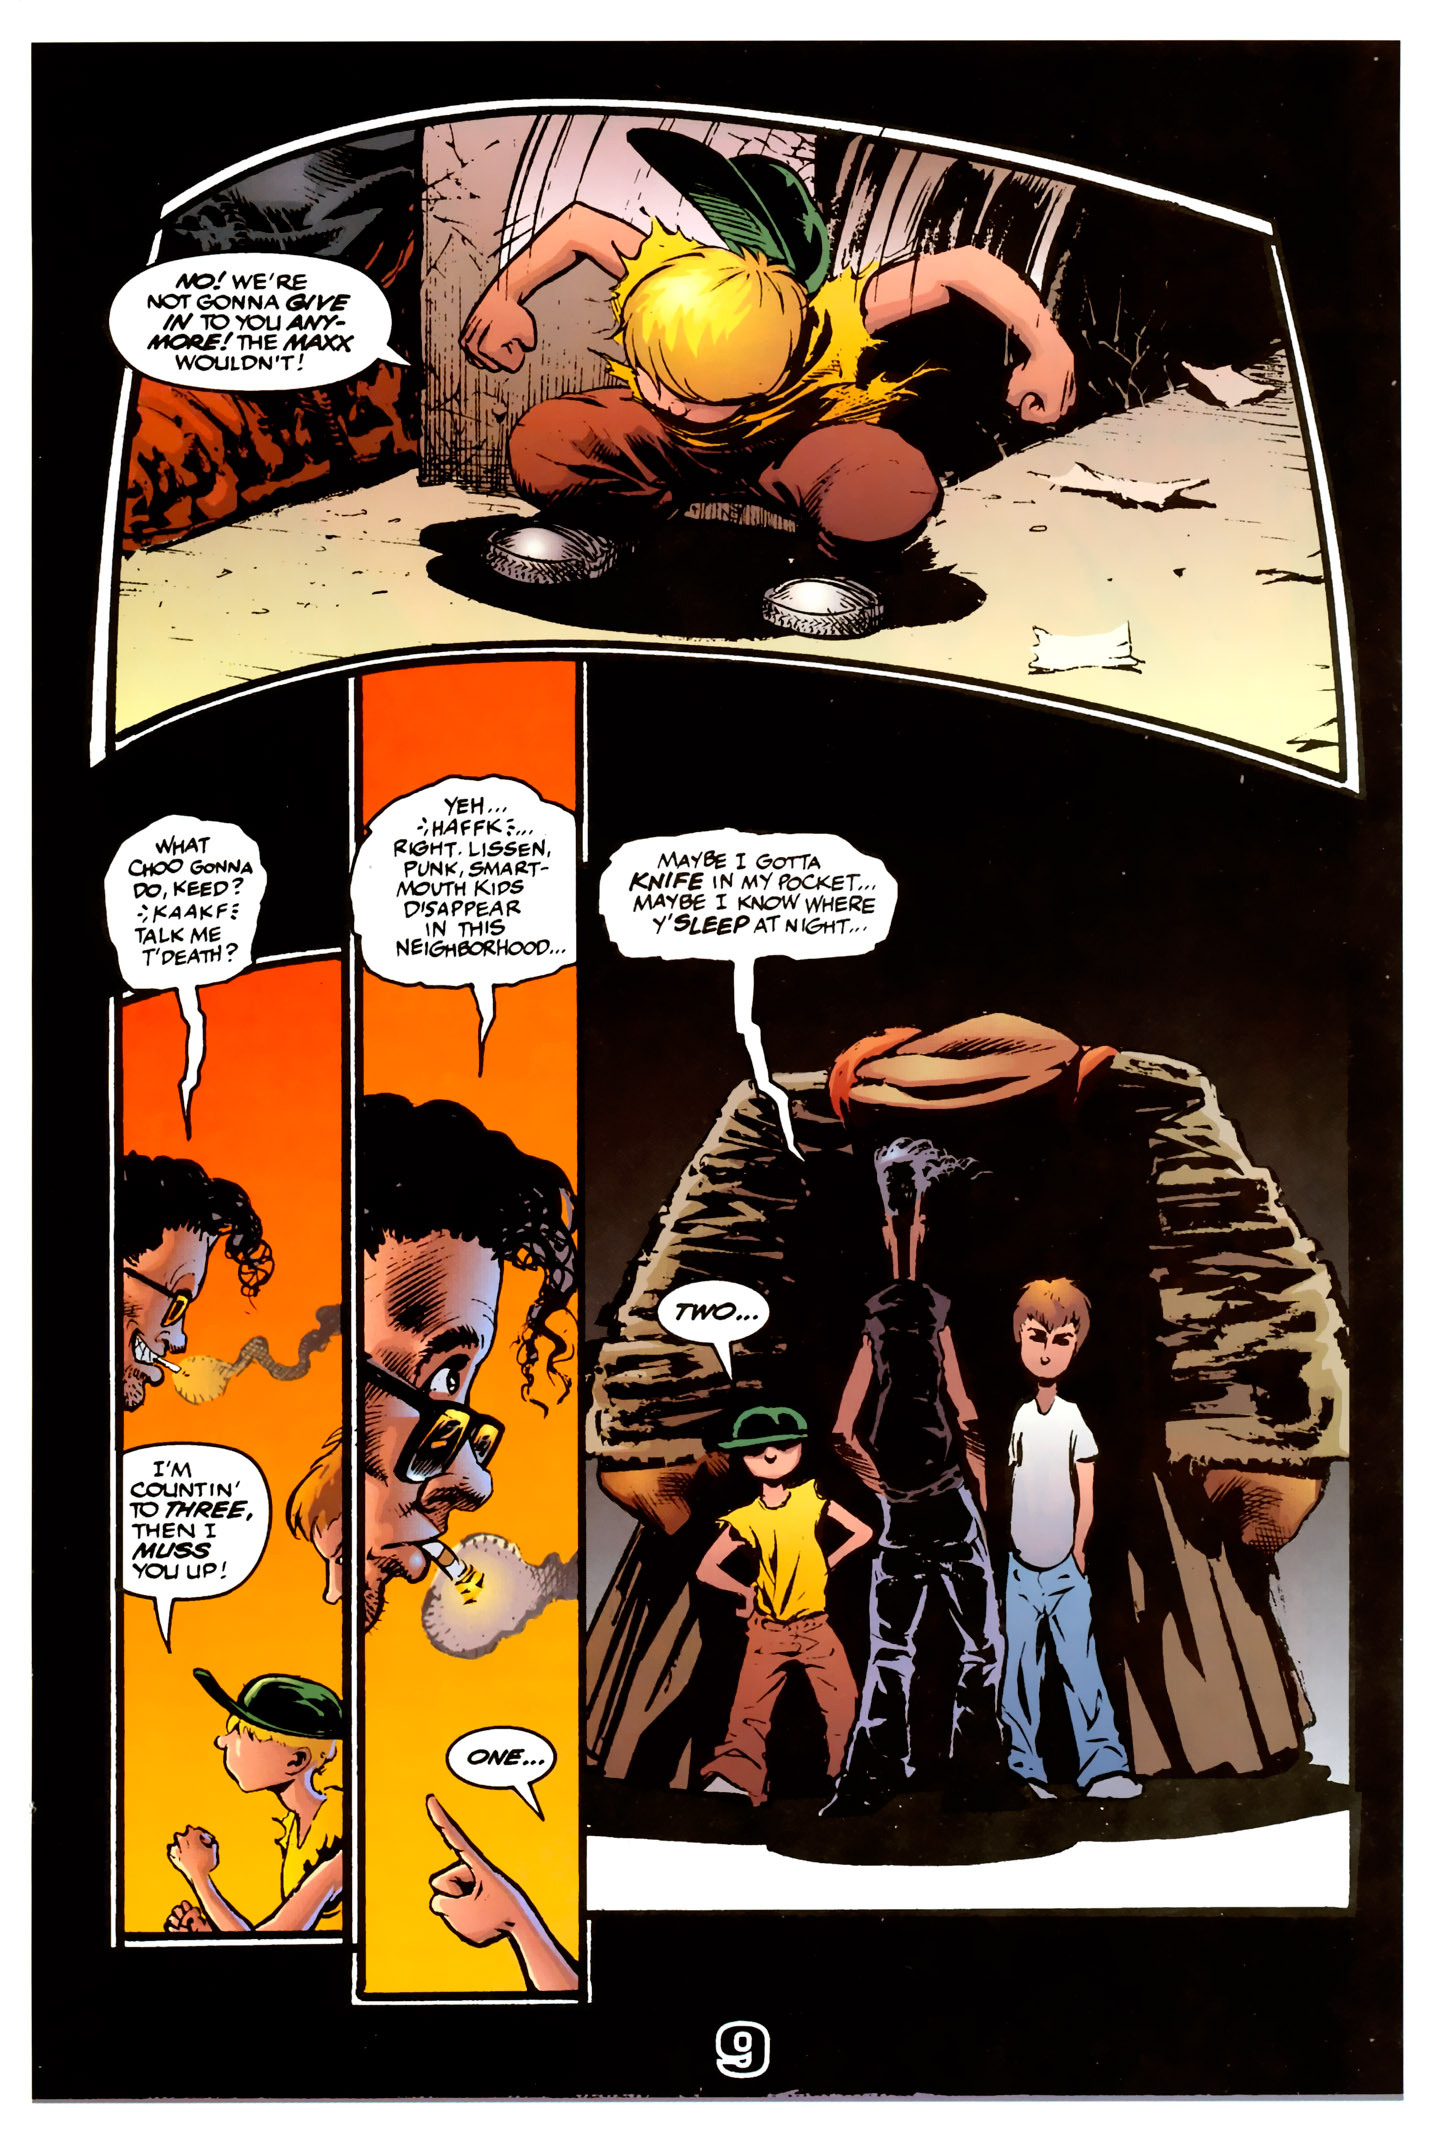 NO! WE'RE
NOT GONNA GIVE
IN TO YOU ANY-
MORE! THE MAXX
WOULDN'T!
WHAT
CHOO GONNA
DO, KEED?
KAAKF
TALK ME
T'DEATH?
I'M
COUNTIN'
TO THREE,
THEN I
MUSS
YOU UP!
YEH...
HAFFK...
RIGHT. LISSEN,
PUNK, SMART-
MOUTH KIDS
DISAPPEAR
IN THIS
NEIGHBORHOOD...
ONE...
MAYBE I GOTTA
KNIFE IN MY POCKET...
MAYBE I KNOW WHERE
Y'SLEEP AT NIGHT...
TWO...
9